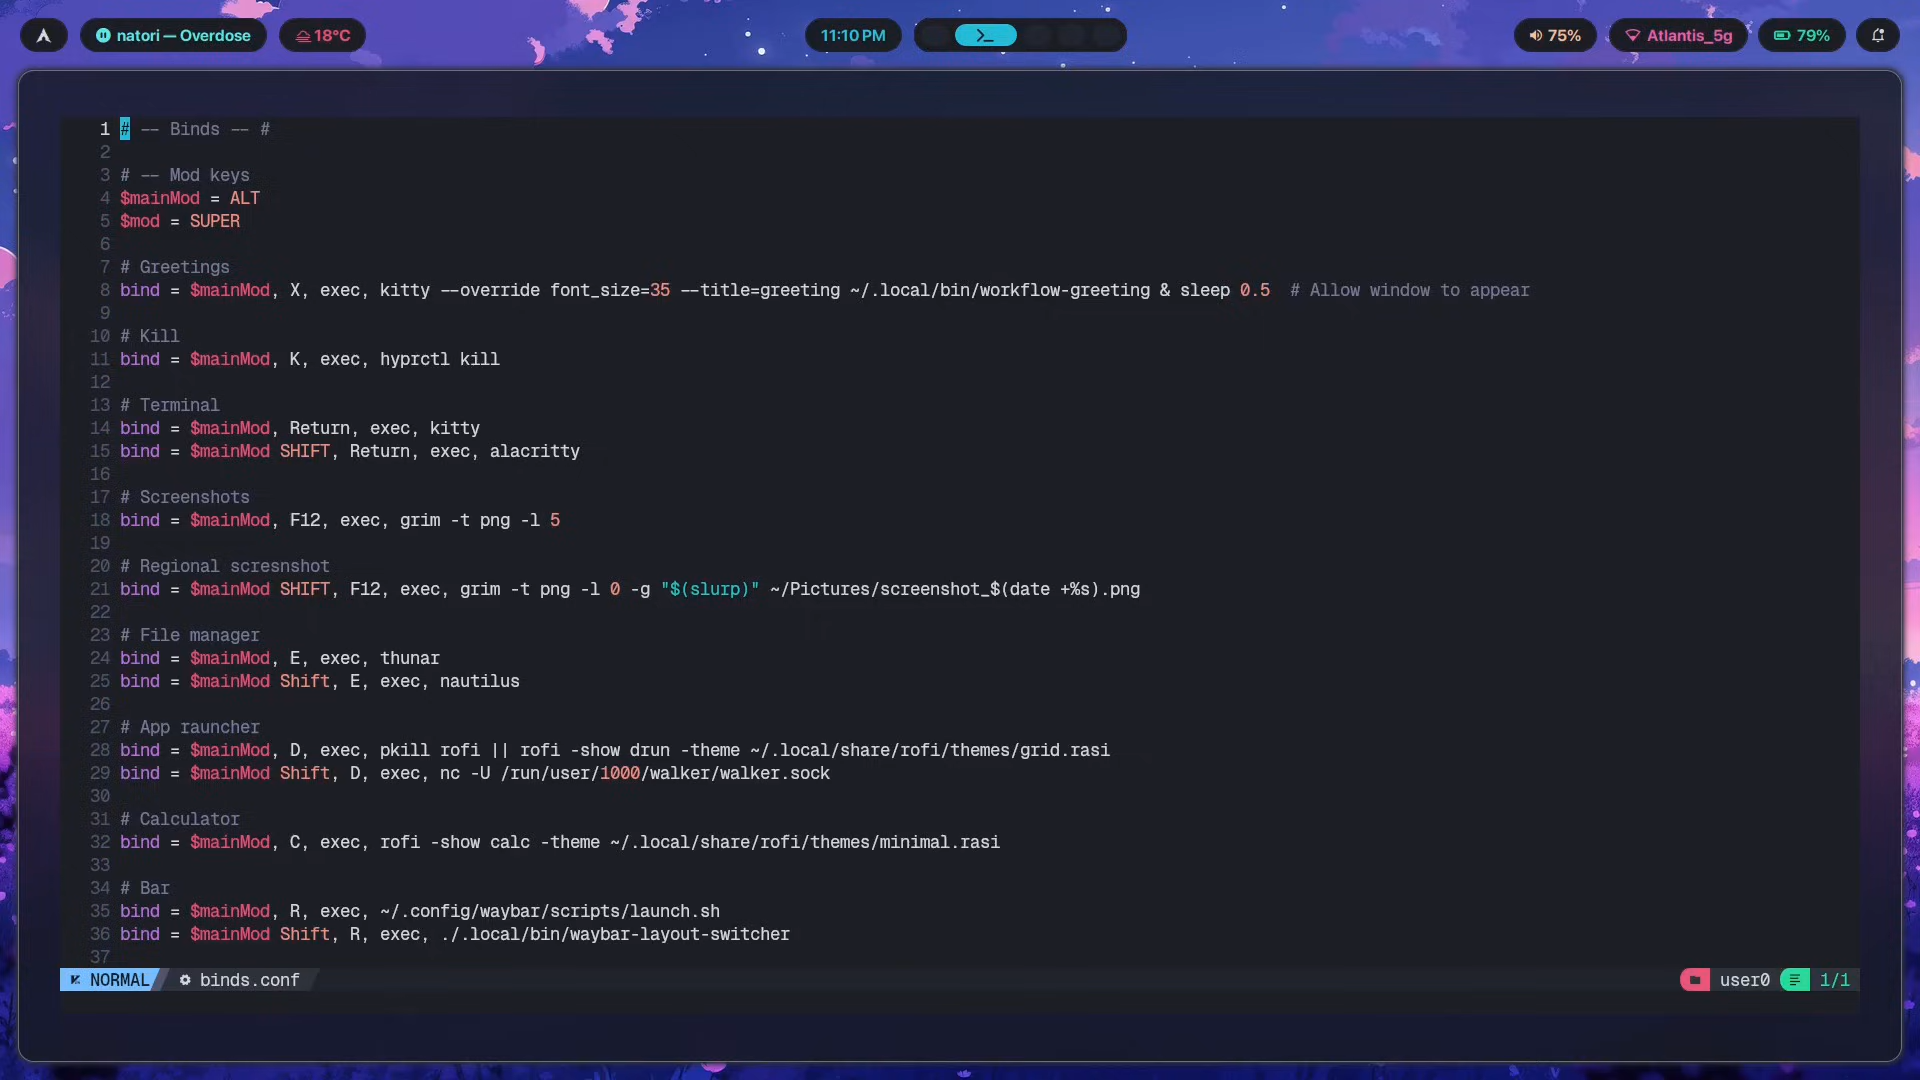 natori — Overdose
18°C
11:10 PM
75%
Atlantis_5g
79%
1 # -- Binds -- #
2
3 # -- Mod keys
4 $mainMod = ALT
5 $mod = SUPER
6
7 # Greetings
8 bind = $mainMod, X, exec, kitty --override font_size=35 --title=greeting ~/.local/bin/workflow-greeting & sleep 0.5  # Allow window to appear
9
10 # Kill
11 bind = $mainMod, K, exec, hyprctl kill
12
13 # Terminal
14 bind = $mainMod, Return, exec, kitty
15 bind = $mainMod SHIFT, Return, exec, alacritty
16
17 # Screenshots
18 bind = $mainMod, F12, exec, grim -t png -l 5
19
20 # Regional scresnshot
21 bind = $mainMod SHIFT, F12, exec, grim -t png -l 0 -g "$(slurp)" ~/Pictures/screenshot_$(date +%s).png
22
23 # File manager
24 bind = $mainMod, E, exec, thunar
25 bind = $mainMod Shift, E, exec, nautilus
26
27 # App rauncher
28 bind = $mainMod, D, exec, pkill rofi || rofi -show drun -theme ~/.local/share/rofi/themes/grid.rasi
29 bind = $mainMod Shift, D, exec, nc -U /run/user/1000/walker/walker.sock
30
31 # Calculator
32 bind = $mainMod, C, exec, rofi -show calc -theme ~/.local/share/rofi/themes/minimal.rasi
33
34 # Bar
35 bind = $mainMod, R, exec, ~/.config/waybar/scripts/launch.sh
36 bind = $mainMod Shift, R, exec, ./.local/bin/waybar-layout-switcher
37
NORMAL binds.conf user0 1/1